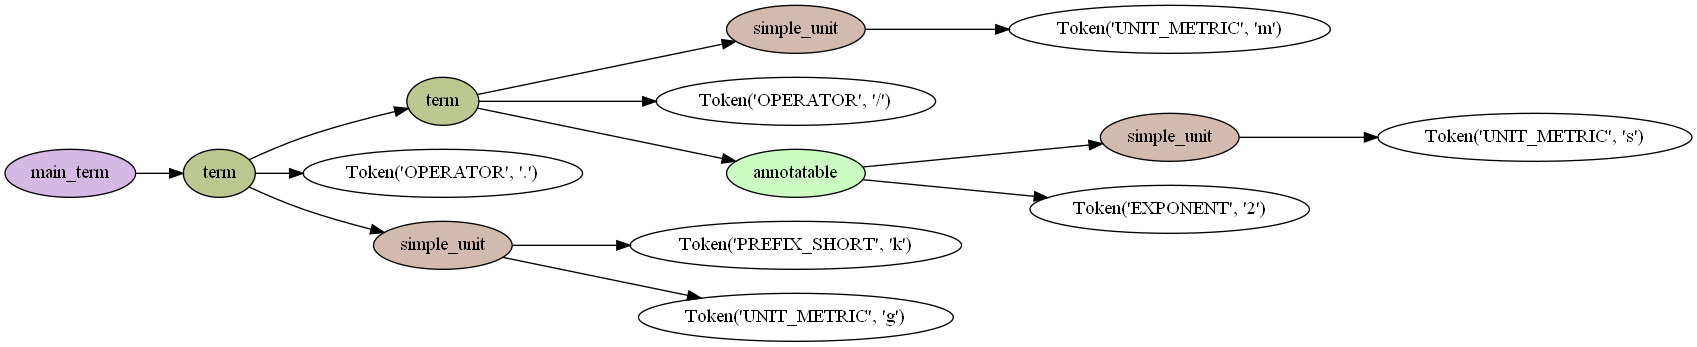 simple_unit
Token('UNIT_METRIC', 'm')
term
Token('OPERATOR', '/')
simple_unit
Token('UNIT_METRIC', 's')
main_term
term
Token('OPERATOR', '.')
annotatable
Token('EXPONENT', '2')
simple_unit
Token('PREFIX_SHORT', 'k')
Token('UNIT_METRIC', 'g')